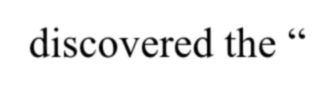 discovered the “